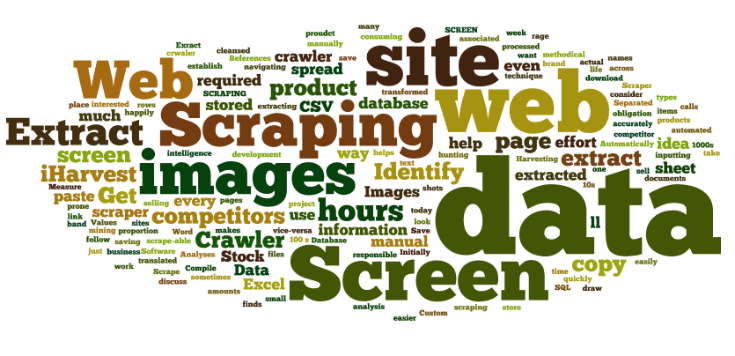 many
proudct
consuming
SCREEN
week
rage
Exract
cleansed
manually
site
associated
processed
crwaler
References
crawler
save
want
methodical
establish
navigating
spread
even
brand
actual
names
Web
required
product
transformed
technique
life
across
SCRAPING
download
place
interested
rows
stored
extracting
CSV
database
web
consider
Scraper
types
much
happily
Scraping
Separated
items
calls
obligation
products
Extract
accurately
automated
help
page
effort
competitor
Automatically
idea
1000s
screen
intelligence
development
way
helps
hunting
Harvesting
extract
inputting
take
iHarvest
images
text
Identify
extracted
one
sell
sheet
Measure
Images
shots
10s
documents
paste
Get
selling
every
pages
data
prone
scraper
competitors
use
project
hours
today
link
Values
sites
look
ll
band
mining
proportion
Word
makes
vice-versa
information
Save
follow
saving
scrape-able
Crawler
100 s
Database
manual
just
business
Software
Analyses
Stock
files
Screen
responsible
Initially
easily
translated
work
Scrape
Compile
Data
time
copy
discuss
sometimes
Excel
quickly
amounts
small
SQL
draw
finds
analysis
Custom
scraping
store
easier